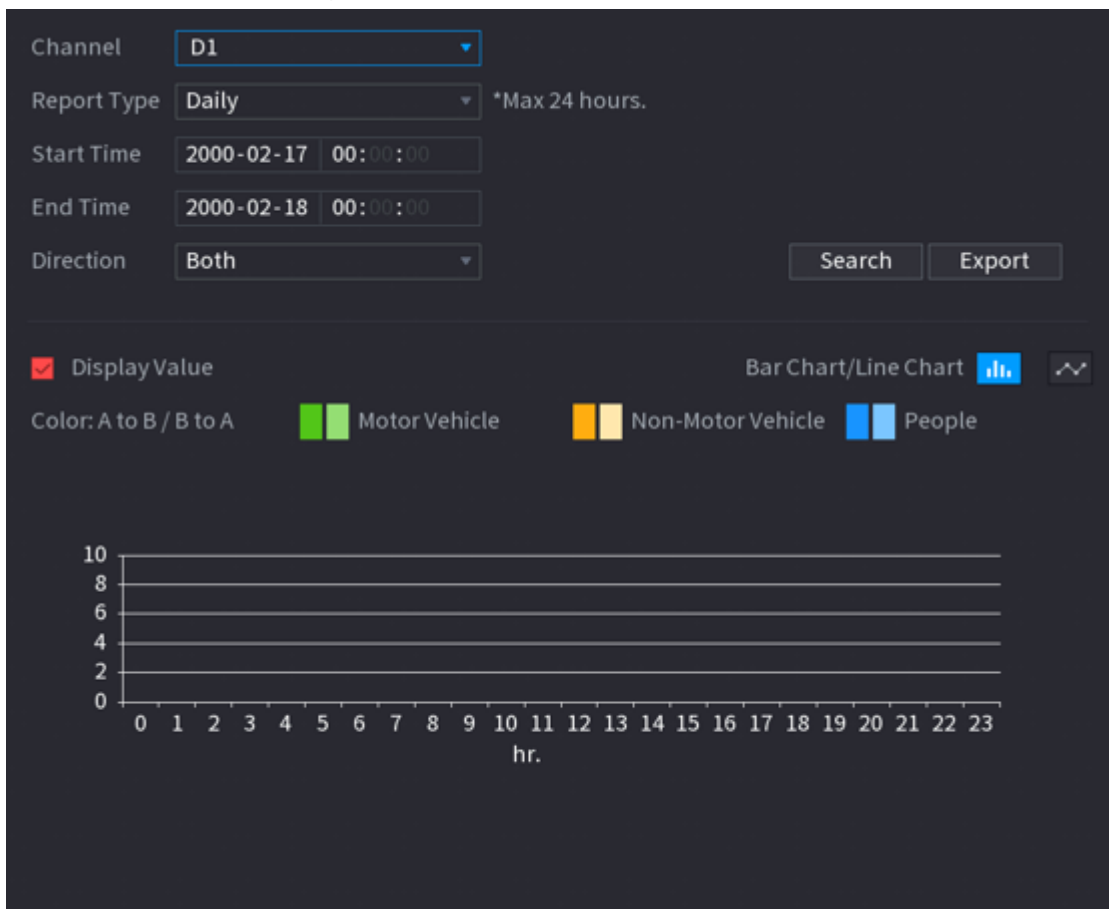 Channel D1
Report Type Daily *Max 24 hours.
Start Time 2000-02-17 00:00:00
End Time 2000-02-18 00:00:00
Direction Both Search Export
Display Value Bar Chart/Line Chart
Color: A to B / B to A Motor Vehicle Non-Motor Vehicle People
10
8
6
4
2
0
0 1 2 3 4 5 6 7 8 9 10 11 12 13 14 15 16 17 18 19 20 21 22 23
hr.